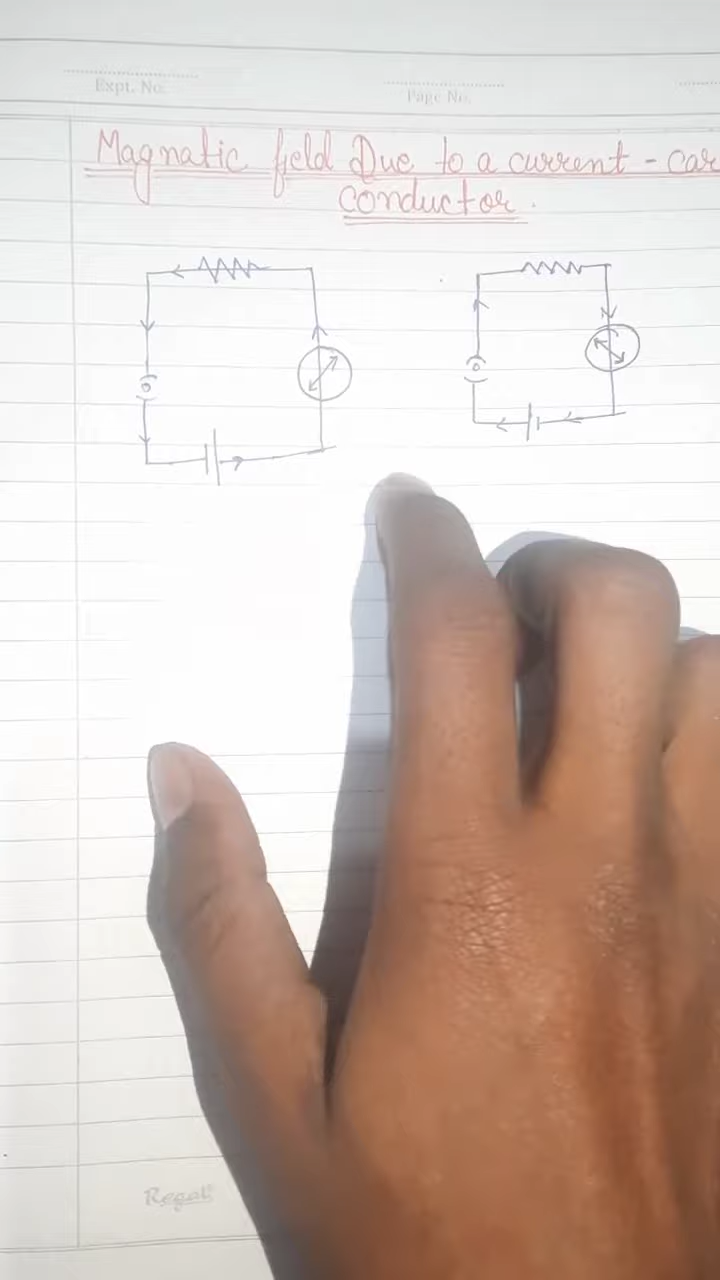 Expt. No.
Page No.
Magnatic field Due to a current - car
conductor.
Regal